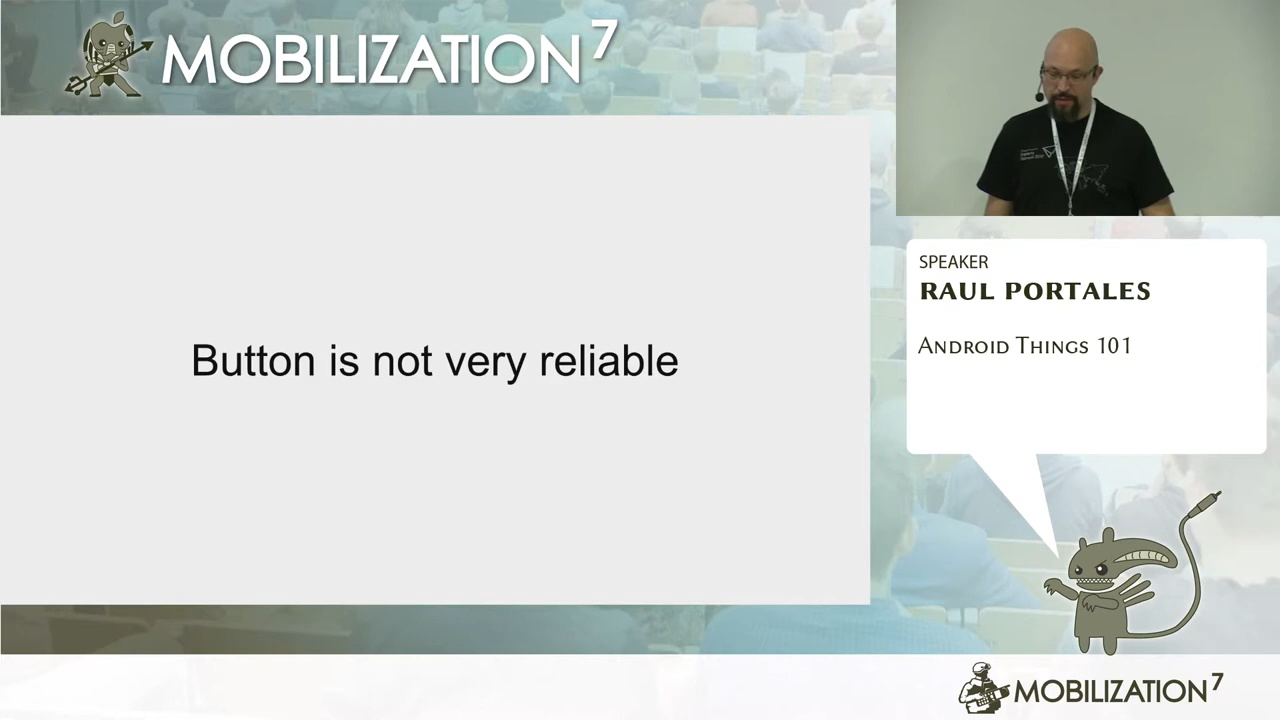 MOBILIZATION 7
Button is not very reliable
SPEAKER
RAUL PORTALES
ANDROID THINGS 101
MOBILIZATION 7